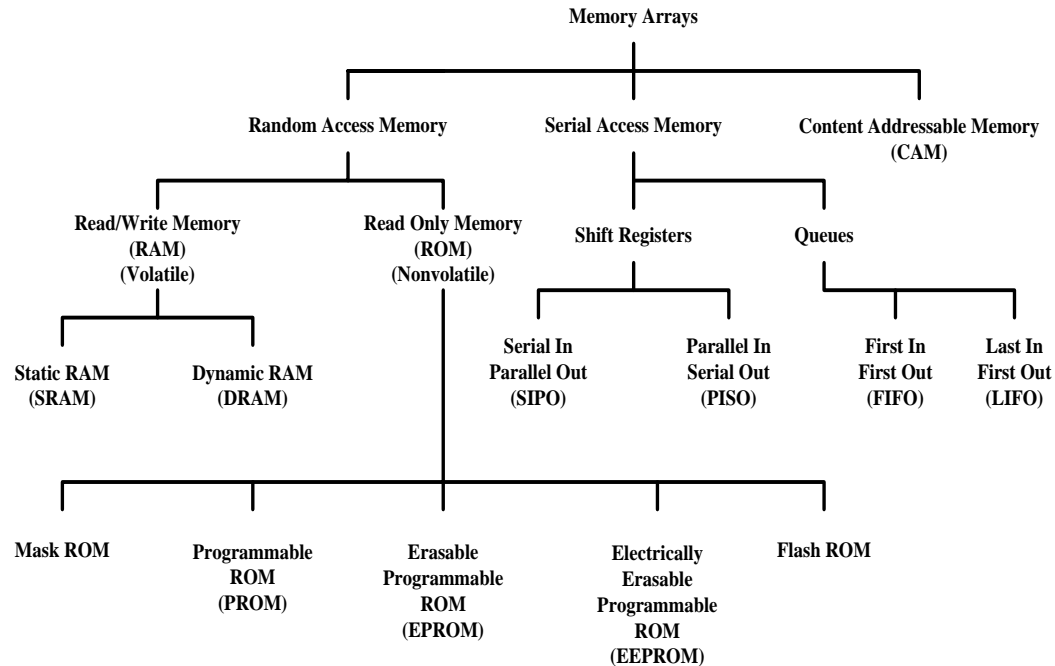 Memory Arrays
Random Access Memory
Serial Access Memory
Content Addressable Memory
(CAM)
Read/Write Memory
(RAM)
(Volatile)
Read Only Memory
(ROM)
(Nonvolatile)
Shift Registers
Queues
Static RAM
(SRAM)
Dynamic RAM
(DRAM)
Serial In
Parallel Out
(SIPO)
Parallel In
Serial Out
(PISO)
First In
First Out
(FIFO)
Last In
First Out
(LIFO)
Mask ROM
Programmable
ROM
(PROM)
Erasable
Programmable
ROM
(EPROM)
Electrically
Erasable
Programmable
ROM
(EEPROM)
Flash ROM